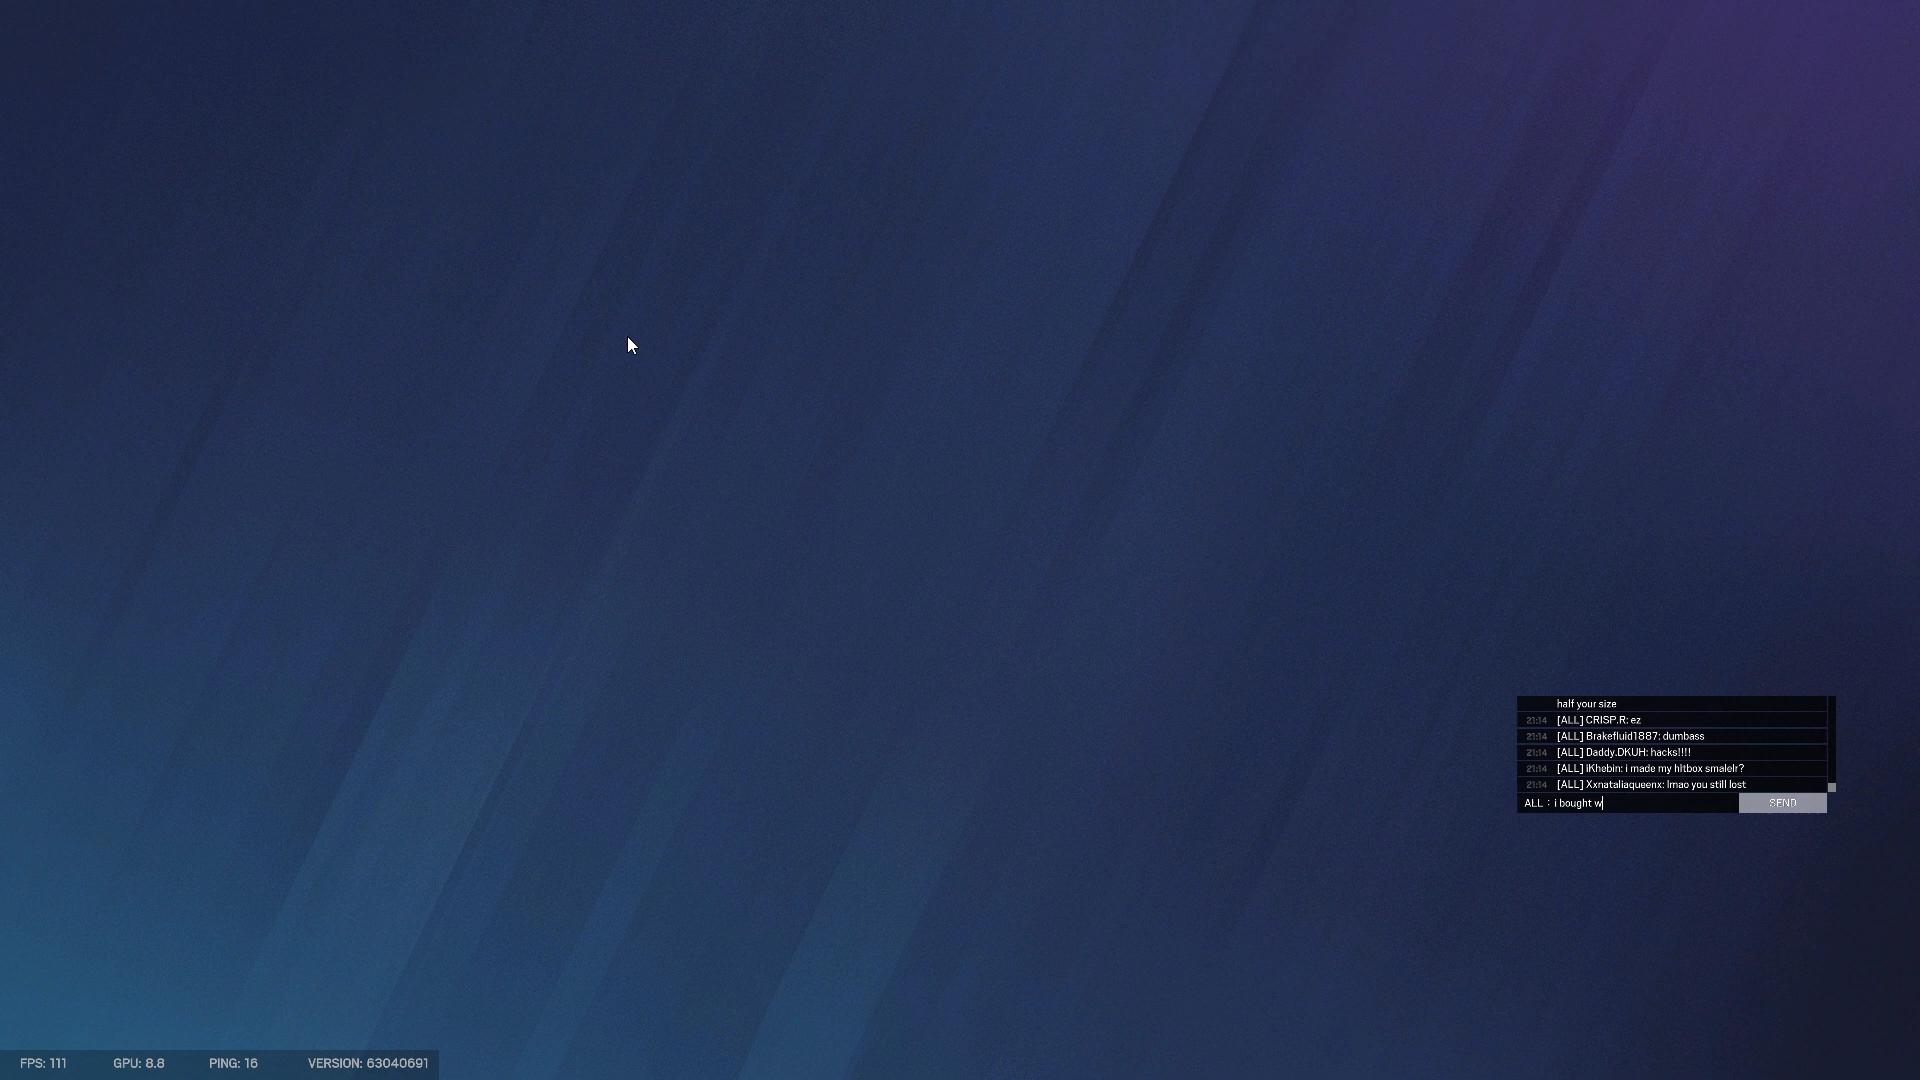 half your size
21:14 [ALL] CRISP.R: ez
21:14 [ALL] Brakefluid1887: dumbass
21:14 [ALL] Daddy.DKUH: hacks!!!!
21:14 [ALL] iKhebin: i made my hitbox smalelr?
21:14 [ALL] Xxnataliaqueenx: lmao you still lost
ALL : i bought w SEND
FPS: 111 GPU: 8.8 PING: 16 VERSION: 63040691